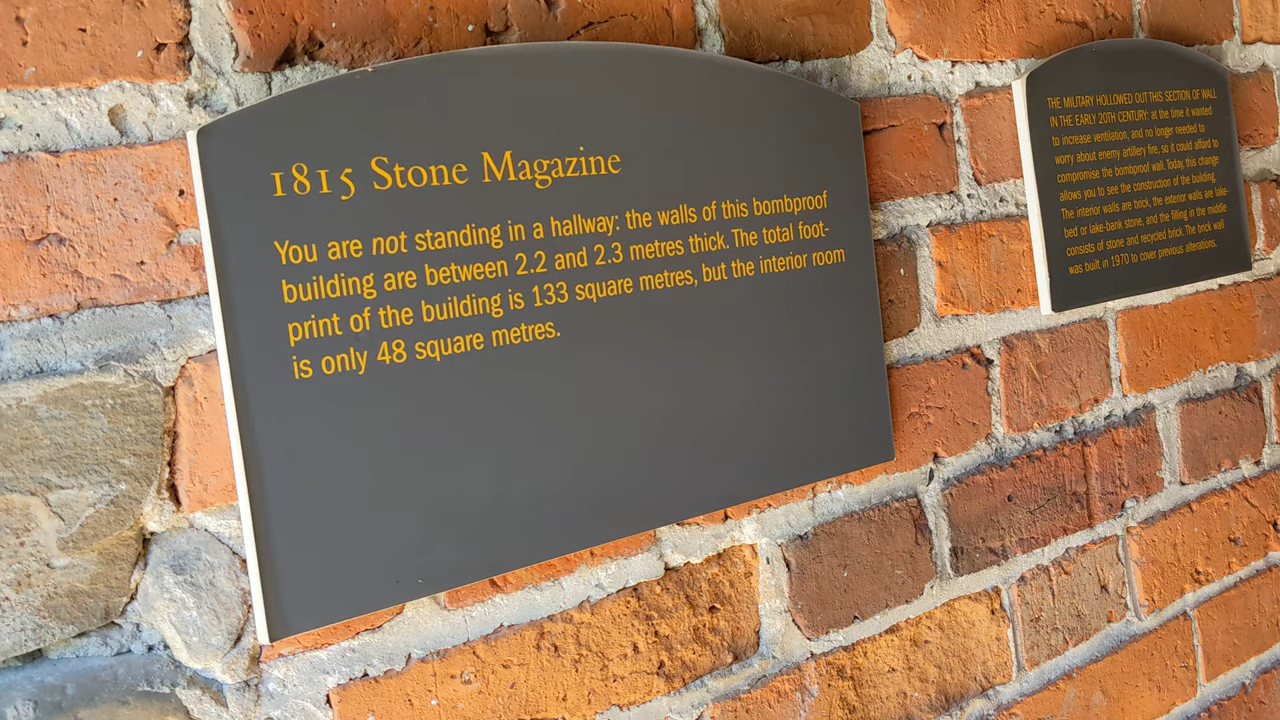 1815 Stone Magazine
You are not standing in a hallway: the walls of this bombproof
building are between 2.2 and 2.3 metres thick. The total foot-
print of the building is 133 square metres, but the interior room
is only 48 square metres.
THE MILITARY HOLLOWED OUT THIS SECTION OF WALL
IN THE EARLY 20TH CENTURY: at the time it wanted
to increase ventilation, and no longer needed to
worry about enemy artillery fire, so it could afford to
compromise the bombproof wall. Today, this change
allows you to see the construction of the building.
The interior walls are brick, the exterior walls are lake-
bed or lake-bank stone, and the filling in the middle
consists of stone and recycled brick. The brick wall
was built in 1970 to cover previous alterations.